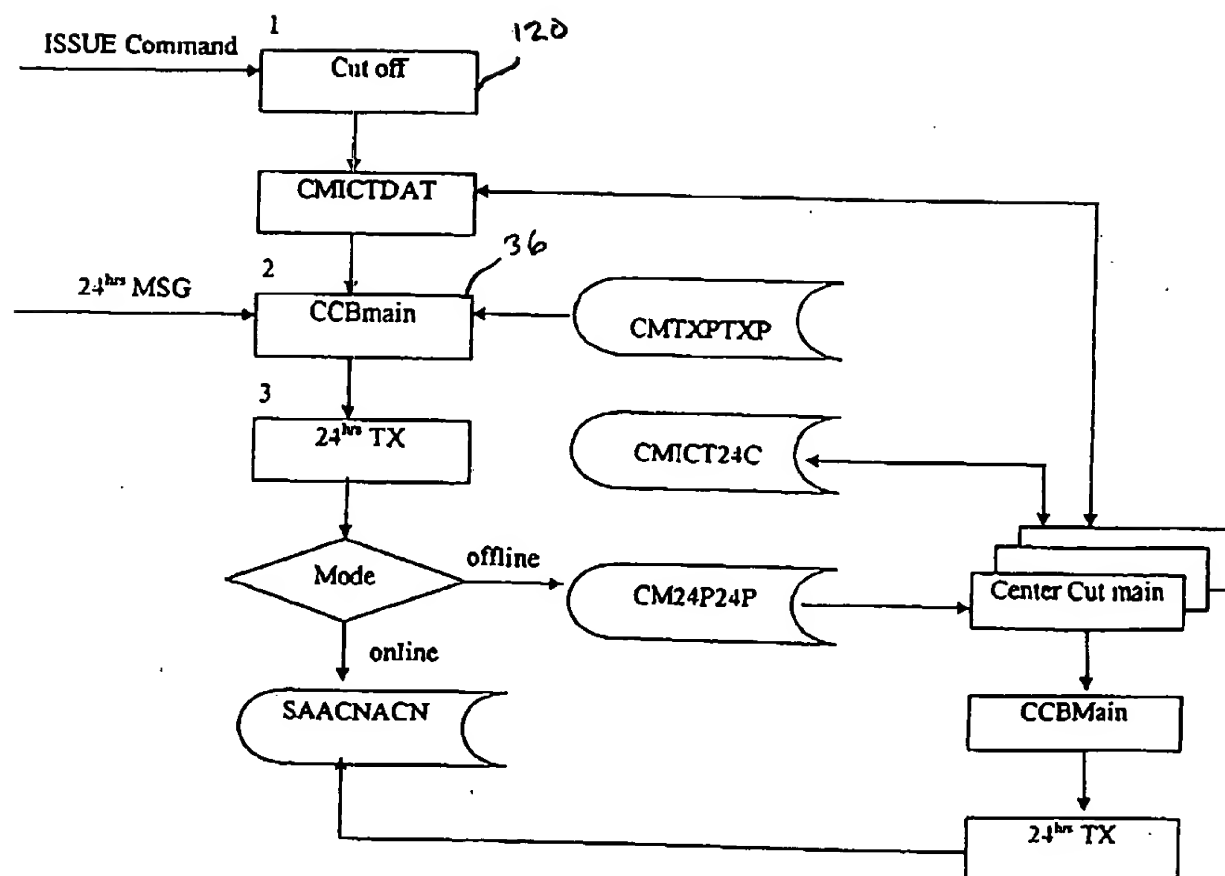 1
120
ISSUE Command
Cut off
CMICTDAT
36
2
24hrs MSG
CCBmain
CMTXPTXP
3
24hrs TX
CMICT24C
offline
Mode
CM24P24P
Center Cut main
online
SAACNACN
CCBMain
24hrs TX